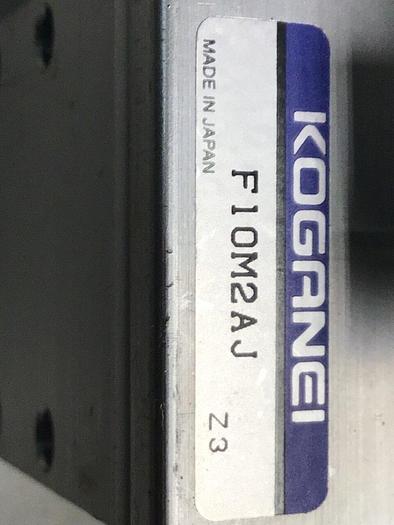 KOGANEI
F10M2AJ
MADE IN JAPAN
Z3